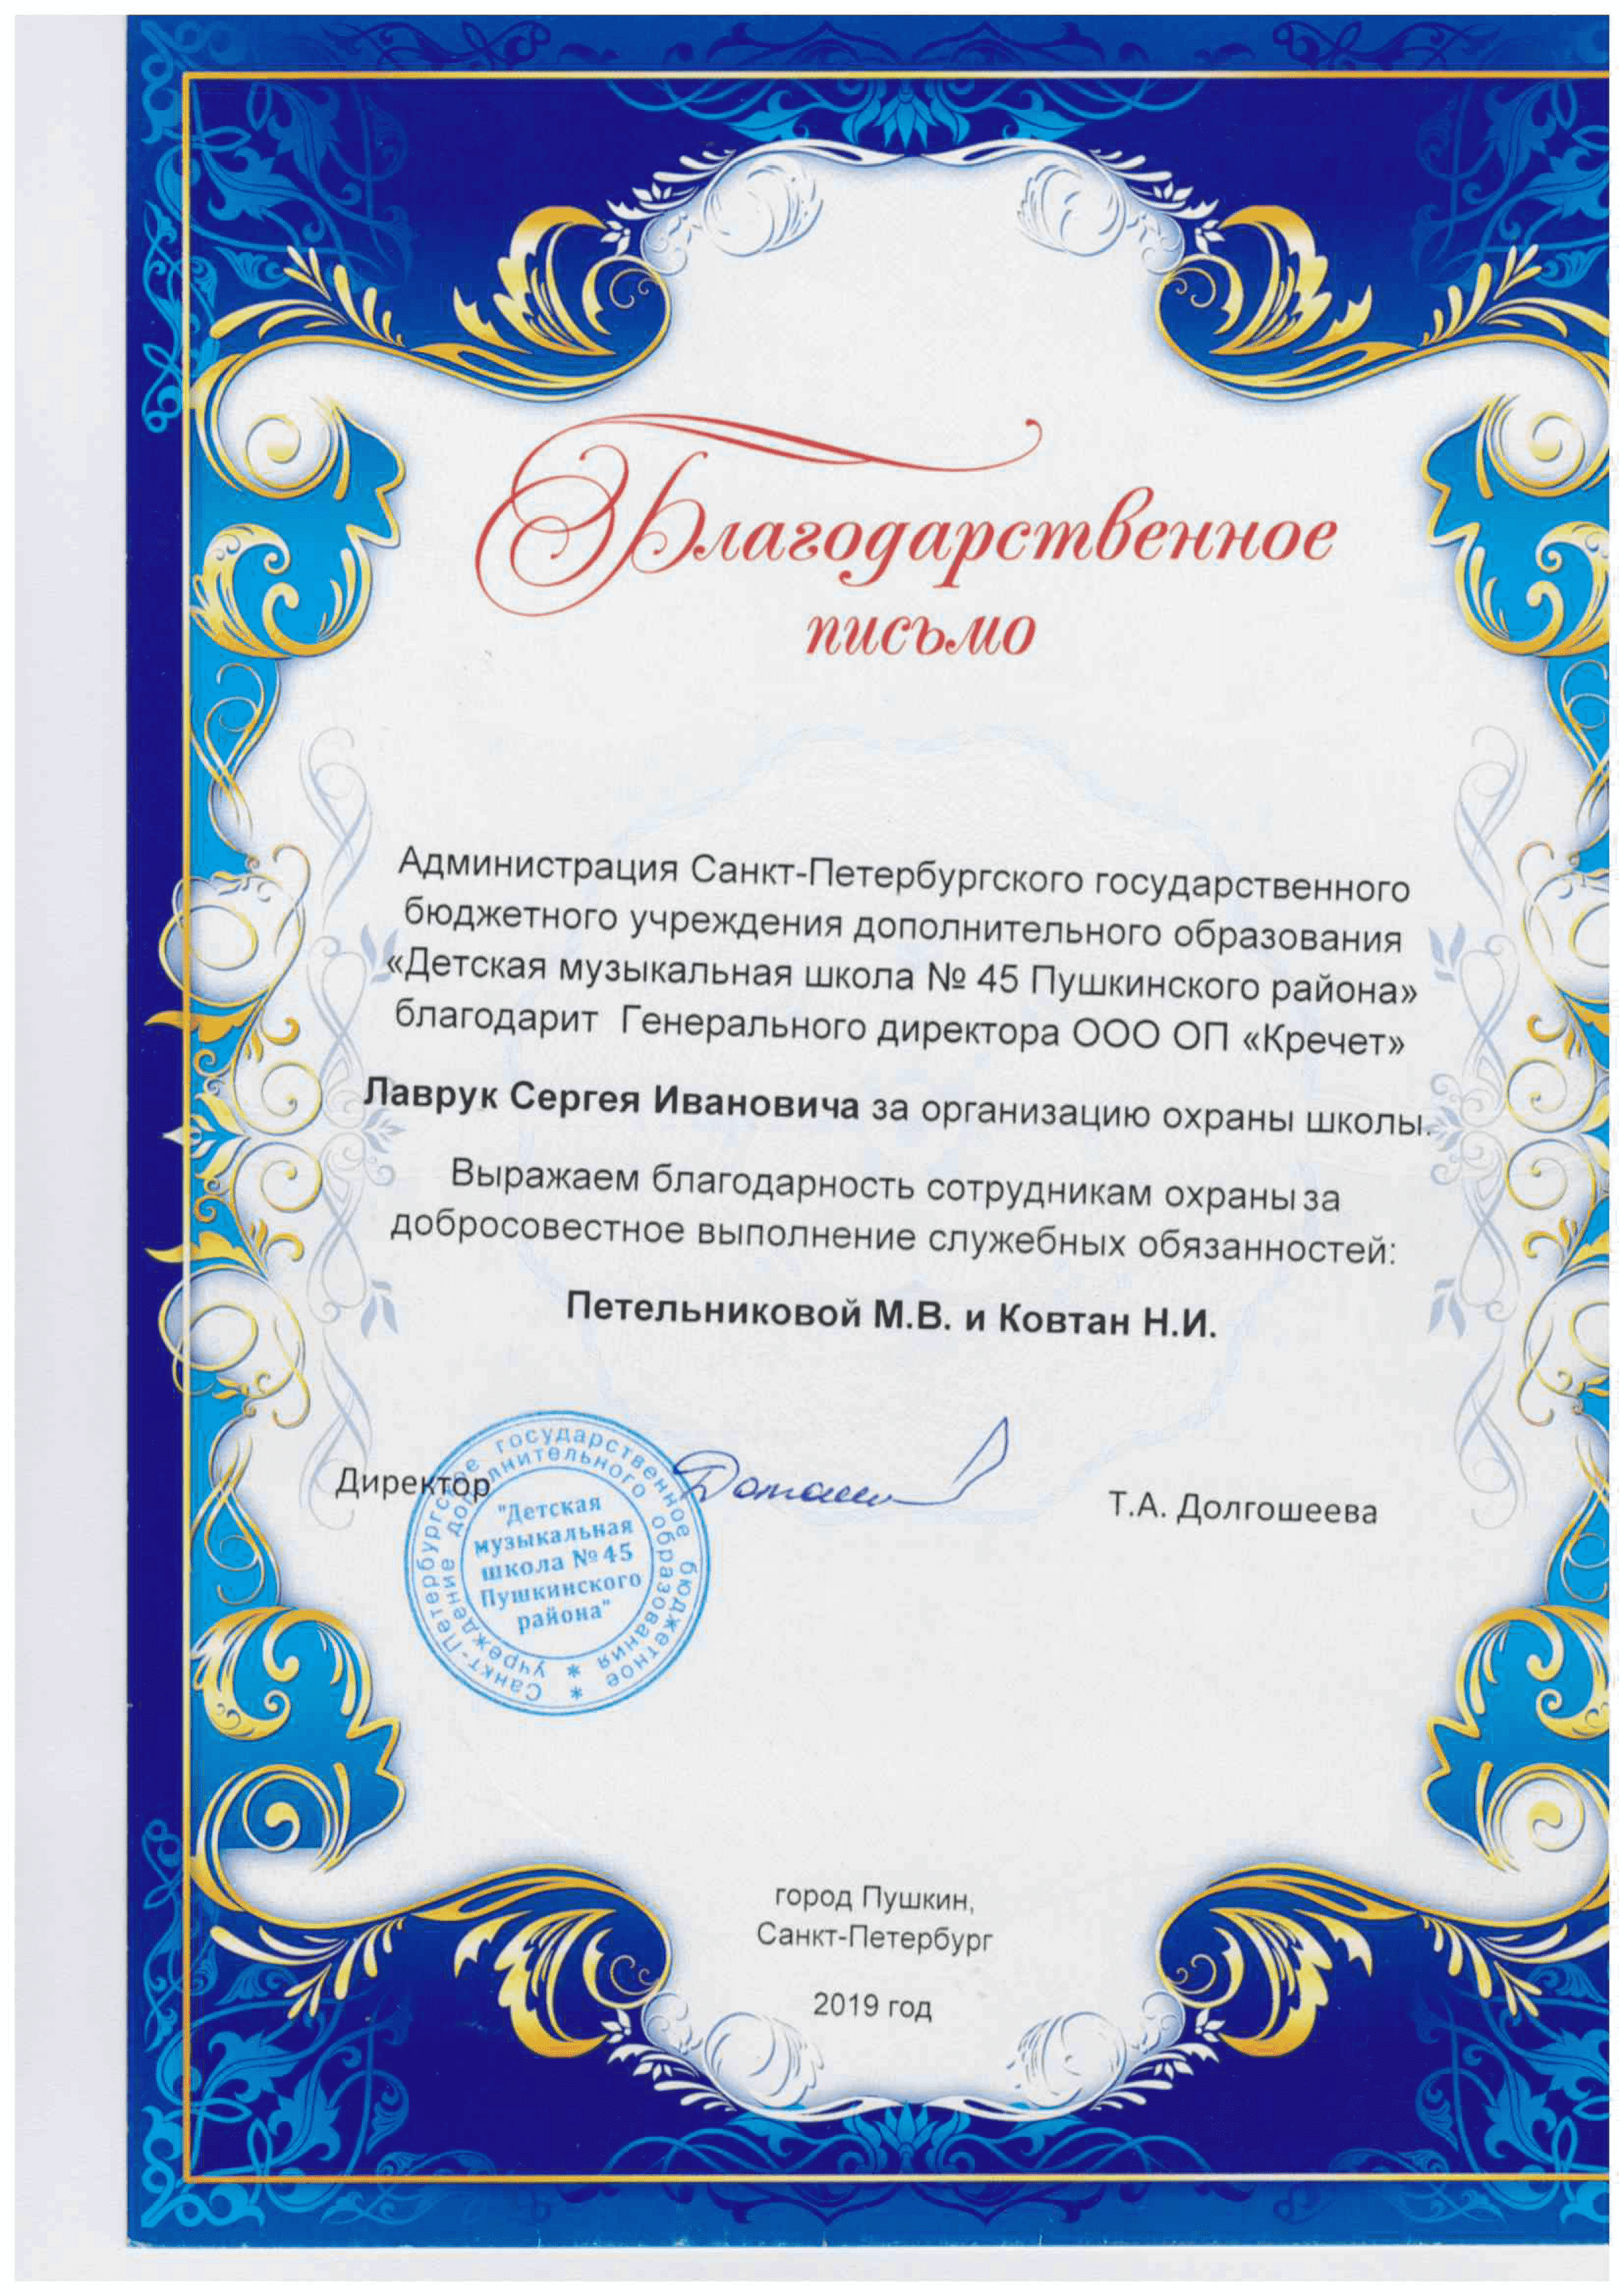 Благодарственное
письмо
Администрация Санкт-Петербургского государственного
бюджетного учреждения дополнительного образования
«Детская музыкальная школа № 45 Пушкинского района»
благодарит Генерального директора ООО ОП «Кречет»
Лаврук Сергея Ивановича за организацию охраны школы.
Выражаем благодарность сотрудникам охраны за
добросовестное выполнение служебных обязанностей:
Петельниковой М.В. и Ковтан Н.И.
Директор
Т.А. Долгошеева
Санкт-Петербургское государственное бюджетное
учреждение дополнительного образования
"Детская
музыкальная
школа № 45
Пушкинского
района"
город Пушкин,
Санкт-Петербург
2019 год